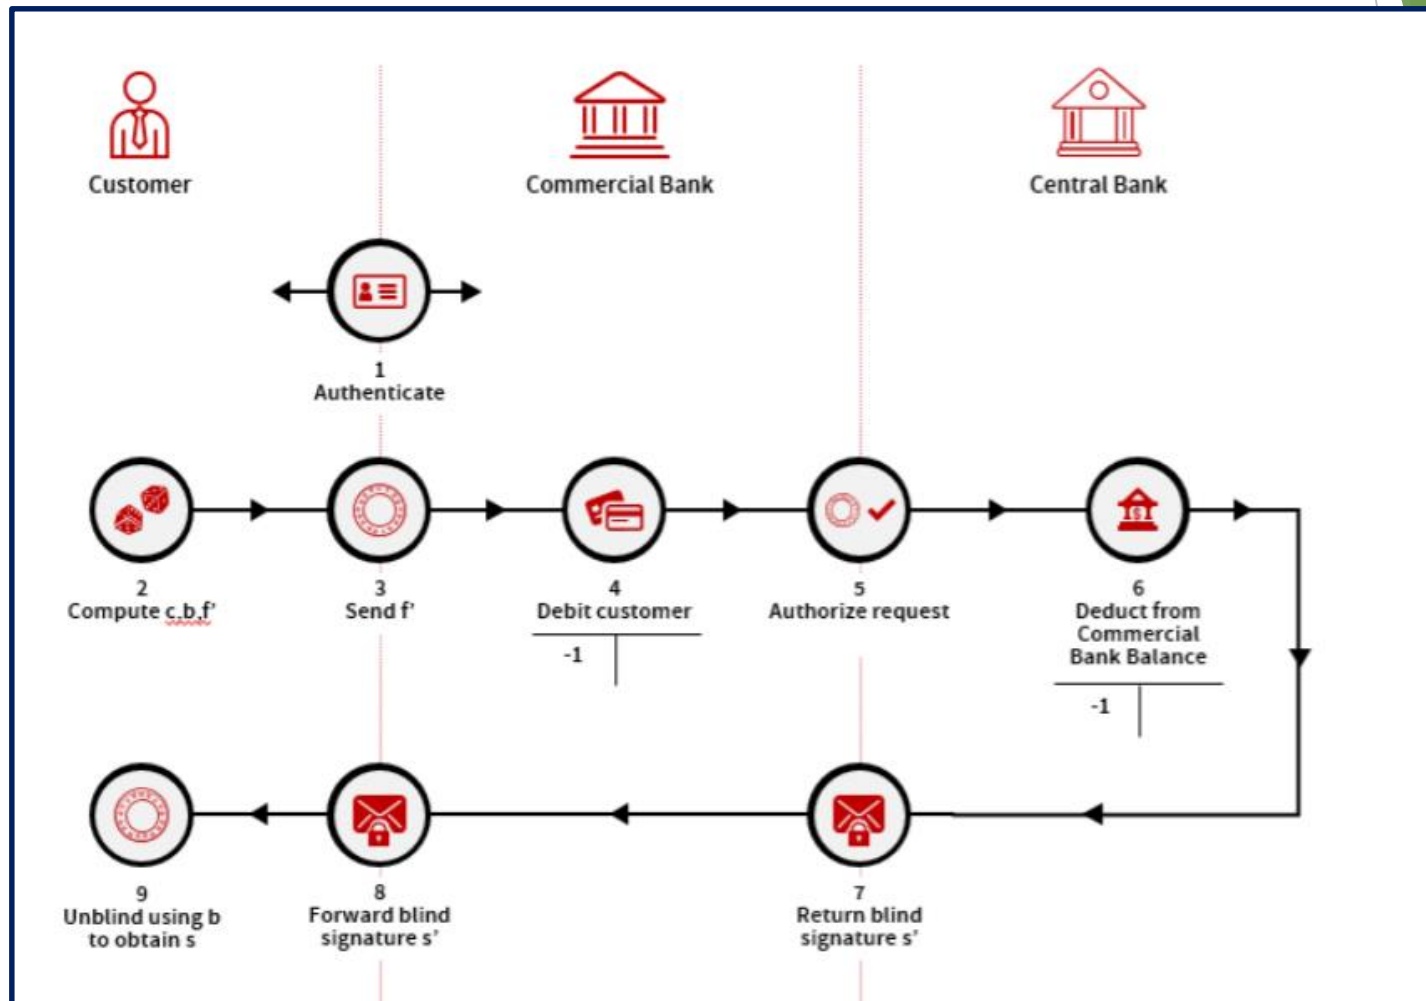 Customer
Commercial Bank
Central Bank
1
Authenticate
2
Compute c,b,f'
3
Send f'
4
Debit customer
-1
5
Authorize request
6
Deduct from
Commercial
Bank Balance
-1
9
Unblind using b
to obtain s
8
Forward blind
signature s'
7
Return blind
signature s'